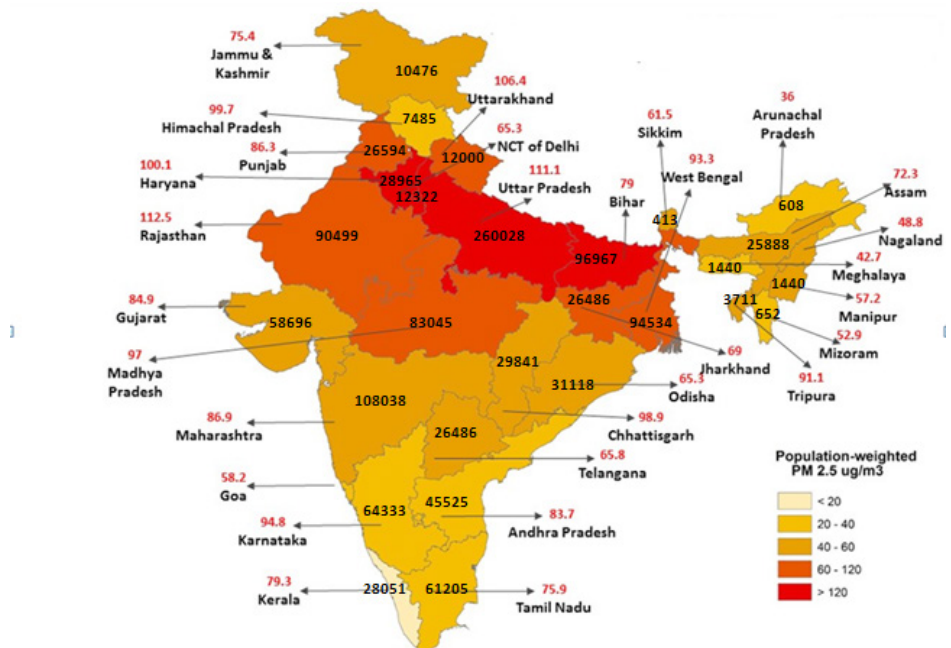 75.4
Jammu &
Kashmir
10476
106.4
Uttarakhand
99.7
Himachal Pradesh
7485
65.3
NCT of Delhi
61.5
Sikkim
36
Arunachal
Pradesh
86.3
Punjab
26594
12000
93.3
West Bengal
72.3
Assam
100.1
Haryana
28965
12322
111.1
Uttar Pradesh
79
Bihar
413
608
48.8
Nagaland
112.5
Rajasthan
90499
260028
96967
25888
1440
42.7
Meghalaya
84.9
Gujarat
58696
83045
26486
94534
3711
1440
652
57.2
Manipur
97
Madhya
Pradesh
29841
69
Jharkhand
52.9
Mizoram
31118
65.3
Odisha
91.1
Tripura
86.9
Maharashtra
108038
26486
98.9
Chhattisgarh
65.8
Telangana
58.2
Goa
64333
45525
94.8
Karnataka
83.7
Andhra Pradesh
79.3
Kerala
28051
61205
75.9
Tamil Nadu
Population-weighted
PM 2.5 ug/m3
< 20
20 - 40
40 - 60
60 - 120
> 120